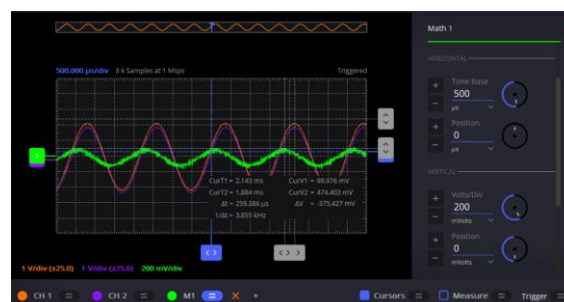 Math 1
500.000 µs/div 8 k Samples at 1 Msps Triggered
HORIZONTAL
Time Base
500
µs
Position
0
µs
CurT1 = 2.143 ms CurV1 = 98.976 mV
CurT2 = 1.884 ms CurV2 = 474.403 mV
Δt = 259.386 µs ΔV = -375.427 mV
1/Δt = 3.855 kHz
VERTICAL
Volts/Div
200
mVolts
Position
0
mVolts
1 V/div (±25.0) 1 V/div (±25.0) 200 mV/div
CH 1 CH 2 M1 × + Cursors Measure Trigger